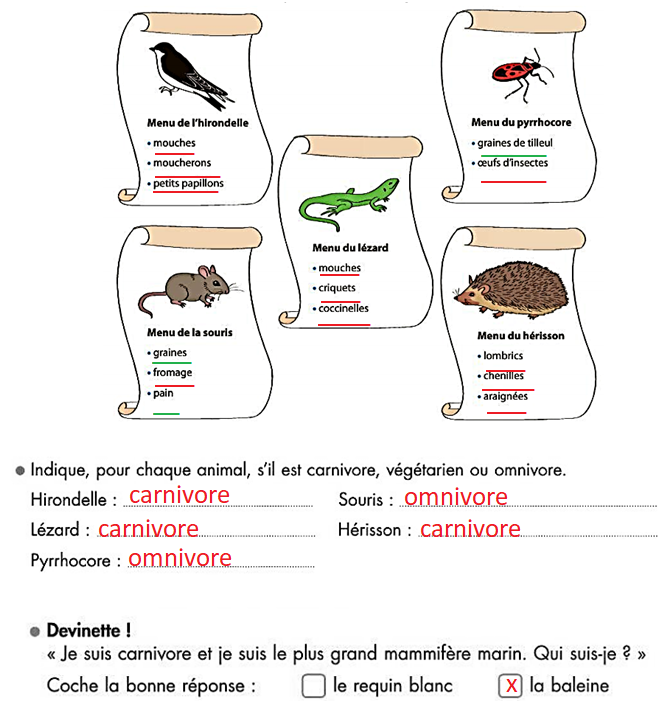 Menu de l'hirondelle
• mouches
• moucherons
• petits papillons
Menu du pyrrhocore
• graines de tilleul
• œufs d'insectes
Menu du lézard
• mouches
• criquets
• coccinelles
Menu de la souris
• graines
• fromage
• pain
Menu du hérisson
• lombrics
• chenilles
• araignées
● Indique, pour chaque animal, s'il est carnivore, végétarien ou omnivore.
Hirondelle : carnivore Souris : omnivore
Lézard : carnivore Hérisson : carnivore
Pyrrhocore : omnivore
● Devinette !
« Je suis carnivore et je suis le plus grand mammifère marin. Qui suis-je ? »
Coche la bonne réponse : le requin blanc X la baleine